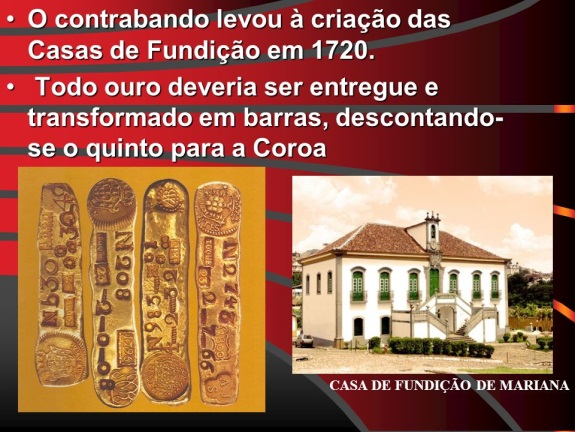 • O contrabando levou à criação das
Casas de Fundição em 1720.
• Todo ouro deveria ser entregue e
transformado em barras, descontando-
se o quinto para a Coroa
CASA DE FUNDIÇÃO DE MARIANA